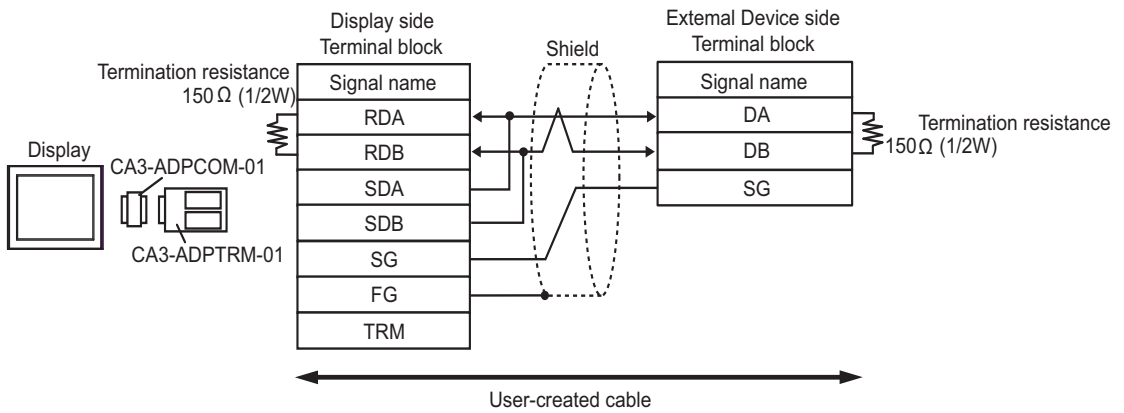 Display side
Terminal block
External Device side
Terminal block
Shield
Termination resistance
150Ω (1/2W)
Signal name
RDA
RDB
SDA
SDB
SG
FG
TRM
Signal name
DA
DB
SG
Termination resistance
150Ω (1/2W)
Display
CA3-ADPCOM-01
CA3-ADPTRM-01
User-created cable